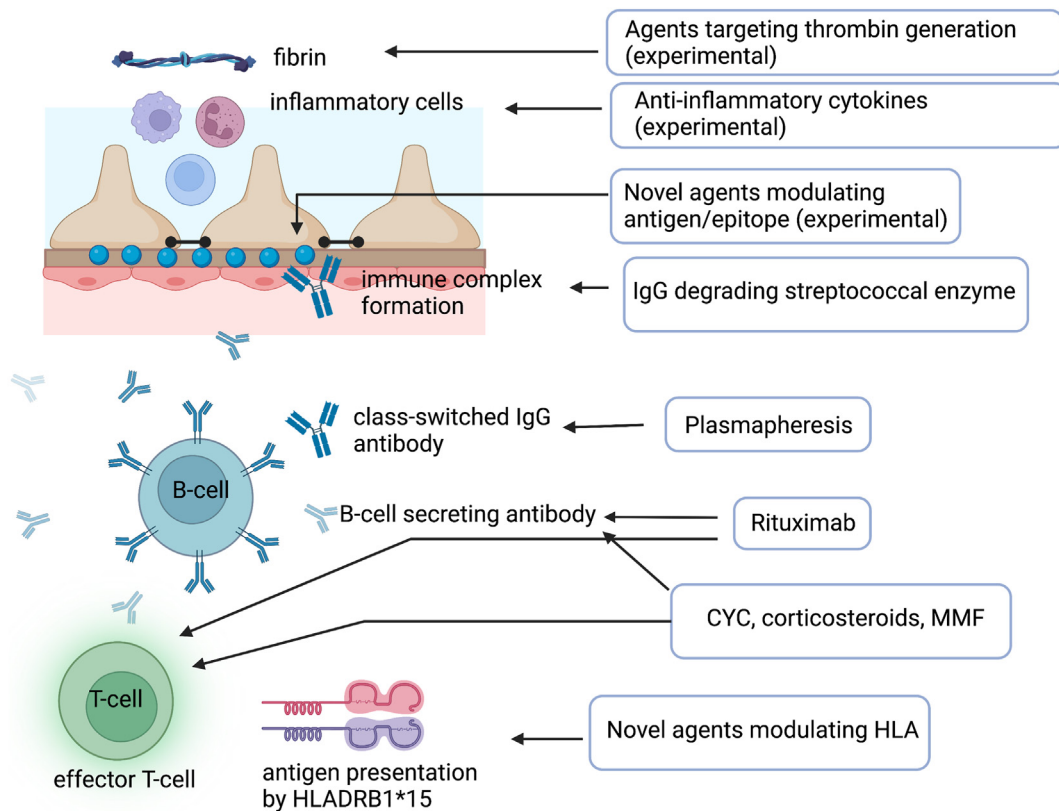 fibrin
Agents targeting thrombin generation
(experimental)
inflammatory cells
Anti-inflammatory cytokines
(experimental)
Novel agents modulating
antigen/epitope (experimental)
immune complex
formation
IgG degrading streptococcal enzyme
class-switched IgG
antibody
Plasmapheresis
B-cell
B-cell secreting antibody
Rituximab
CYC, corticosteroids, MMF
T-cell
effector T-cell
antigen presentation
by HLADRB1*15
Novel agents modulating HLA